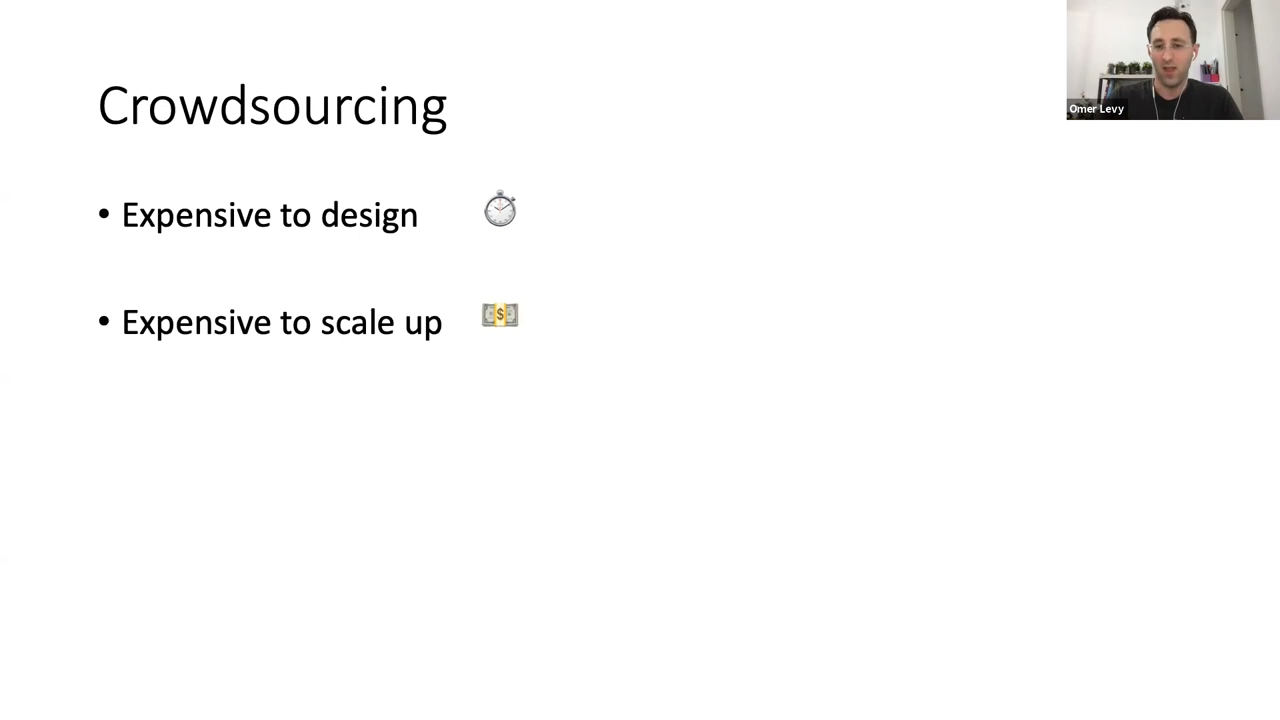 Crowdsourcing
• Expensive to design
• Expensive to scale up
Omer Levy